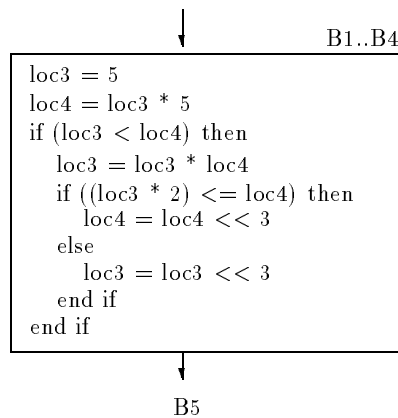 B1..B4
loc3 = 5
loc4 = loc3 * 5
if (loc3 < loc4) then
loc3 = loc3 * loc4
if ((loc3 * 2) <= loc4) then
loc4 = loc4 << 3
else
loc3 = loc3 << 3
end if
end if
B5